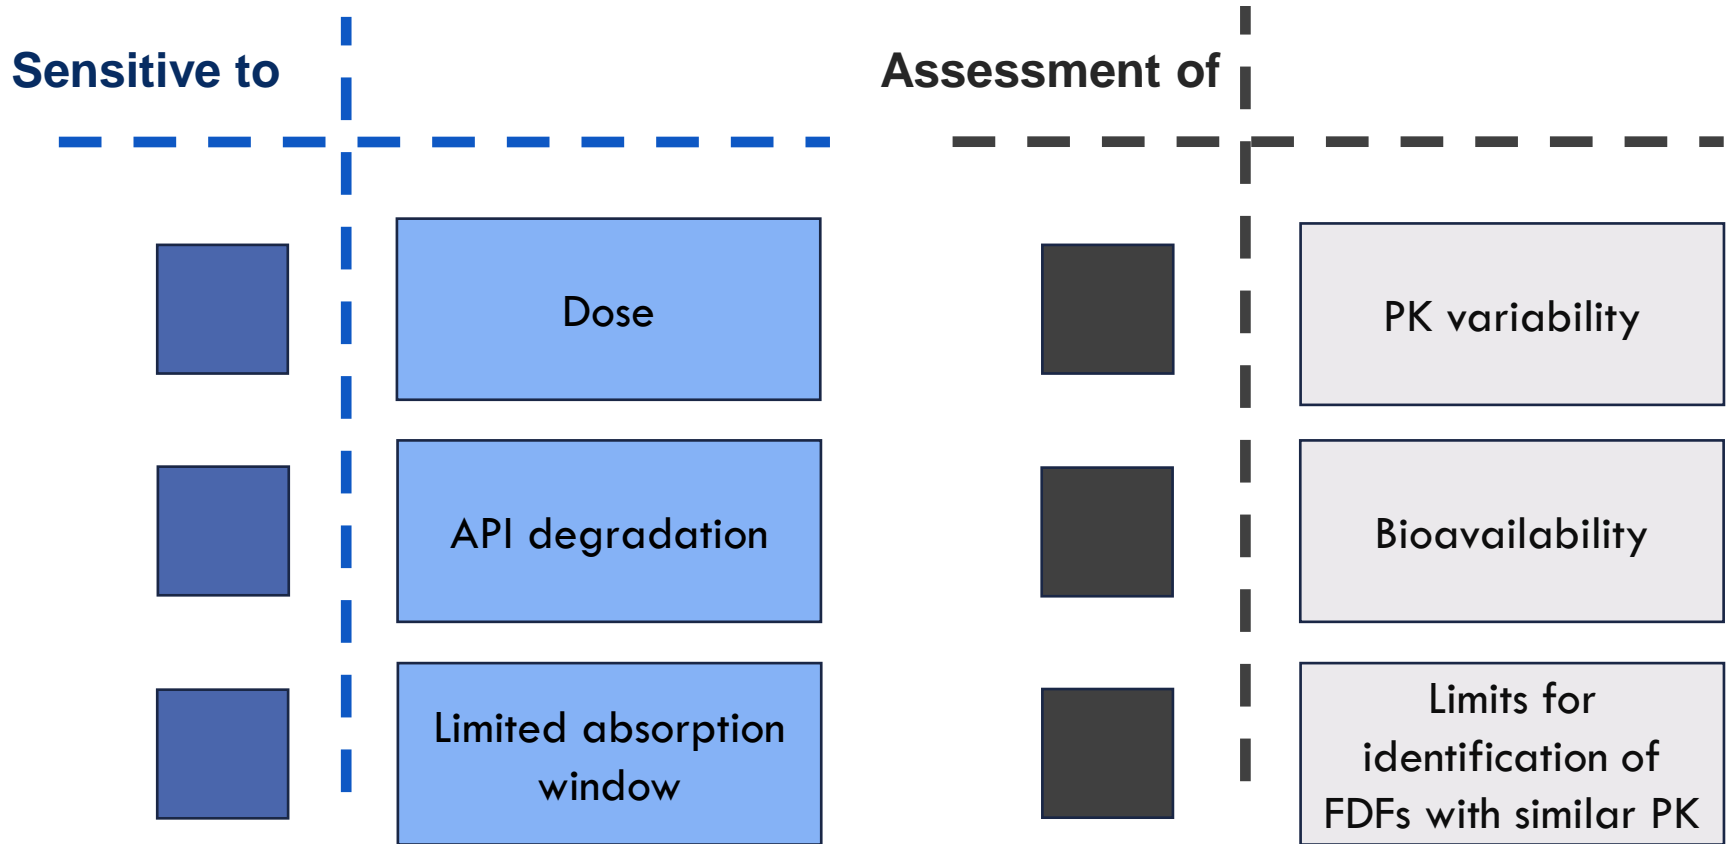 Sensitive to
Dose
API degradation
Limited absorption
window
Assessment of
PK variability
Bioavailability
Limits for
identification of
FDFs with similar PK